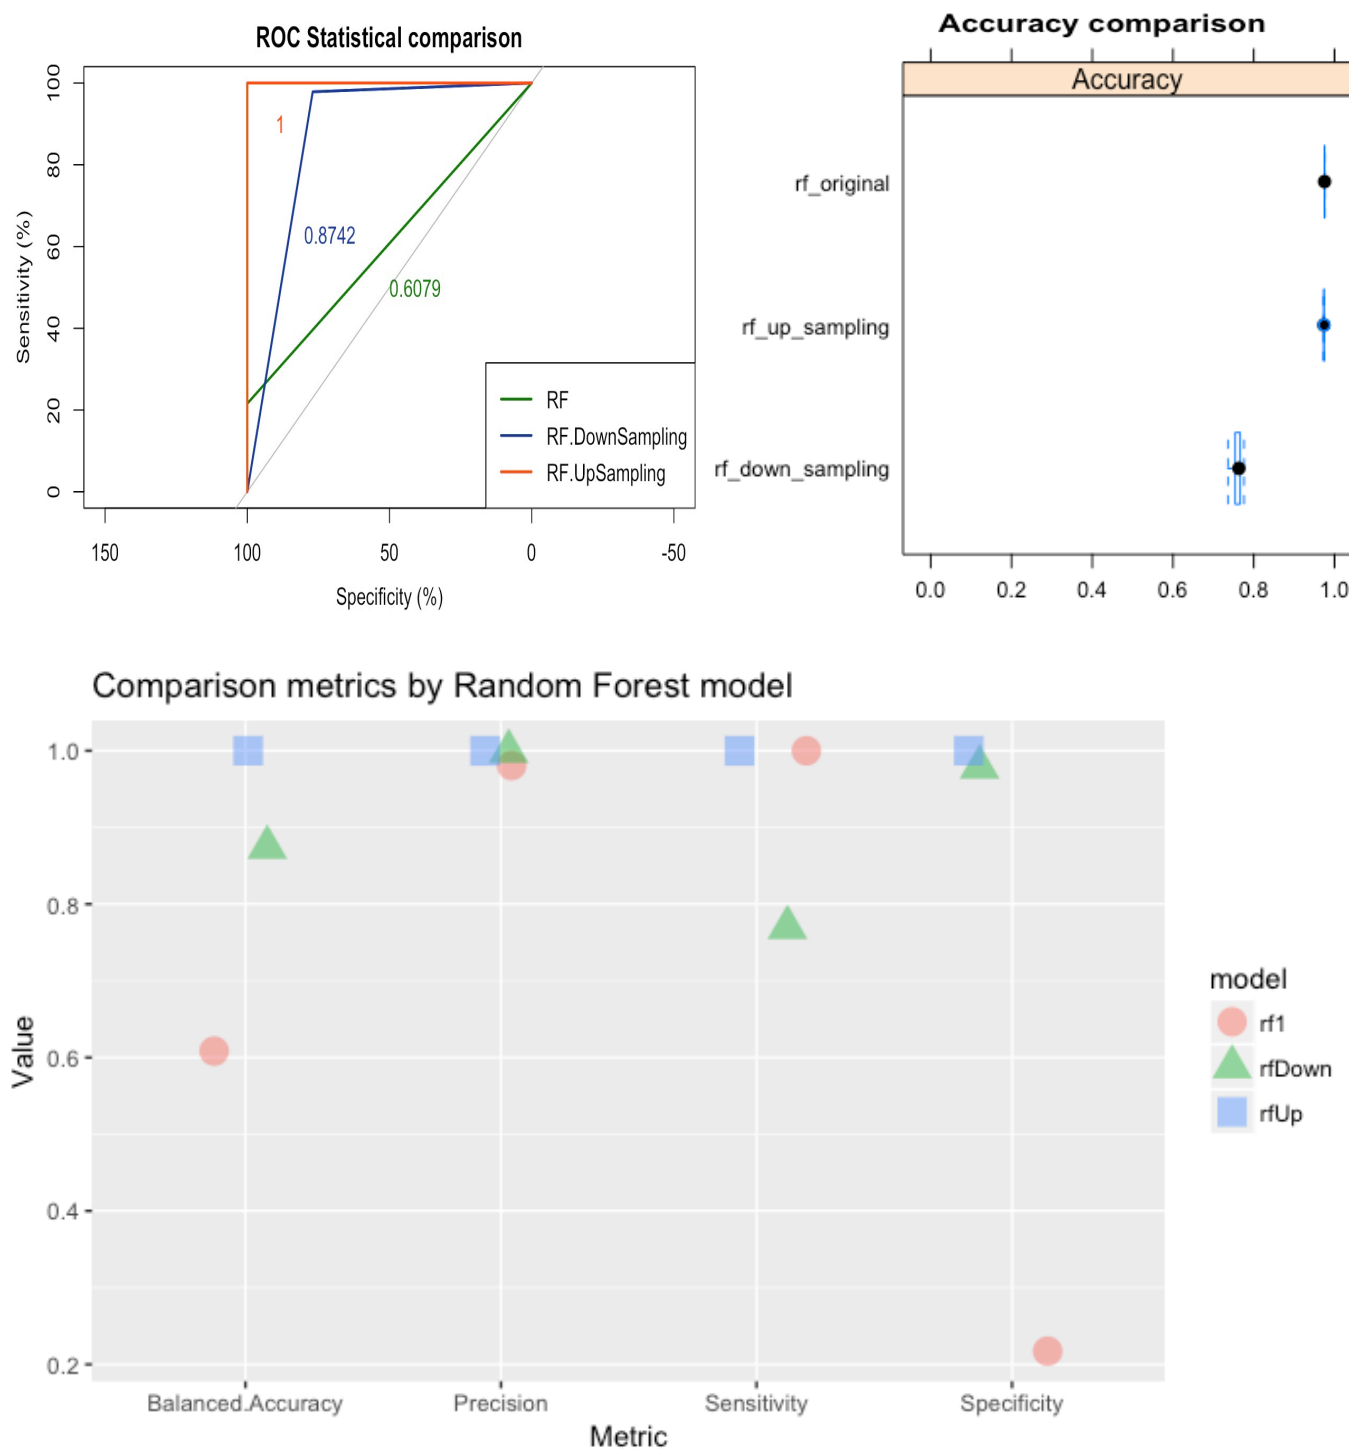 ROC Statistical comparison
Sensitivity (%)
100
80
60
40
20
0
1
0.8742
0.6079
RF
RF.DownSampling
RF.UpSampling
150
100
50
0
-50
Specificity (%)
Accuracy comparison
Accuracy
rf_original
rf_up_sampling
rf_down_sampling
0.0 0.2 0.4 0.6 0.8 1.0
Comparison metrics by Random Forest model
Value
1.0
0.8
0.6
0.4
0.2
Balanced.Accuracy Precision Sensitivity Specificity
Metric
model
rf1
rfDown
rfUp